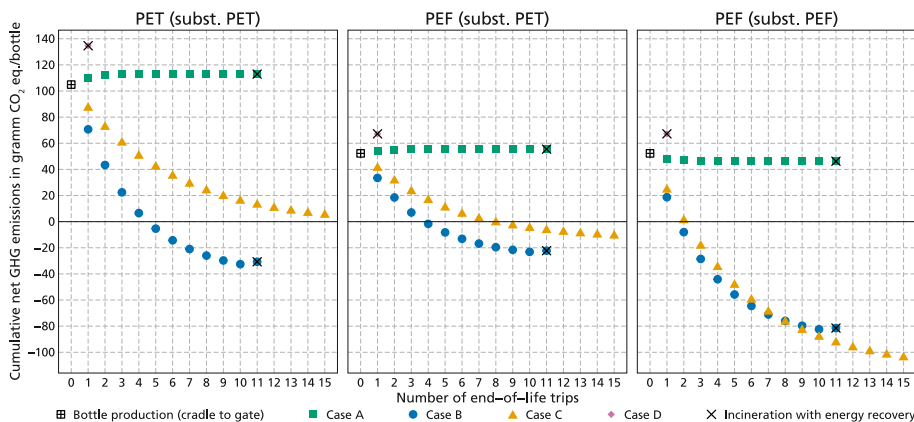 PET (subst. PET)
PEF (subst. PET)
PEF (subst. PEF)
Cumulative net GHG emissions in gramm CO2 eq./bottle
140
120
100
80
60
40
20
0
−20
−40
−60
−80
−100
0 1 2 3 4 5 6 7 8 9 10 11 12 13 14 15
0 1 2 3 4 5 6 7 8 9 10 11 12 13 14 15
0 1 2 3 4 5 6 7 8 9 10 11 12 13 14 15
Number of end−of−life trips
Bottle production (cradle to gate) Case A Case B Case C Case D Incineration with energy recovery